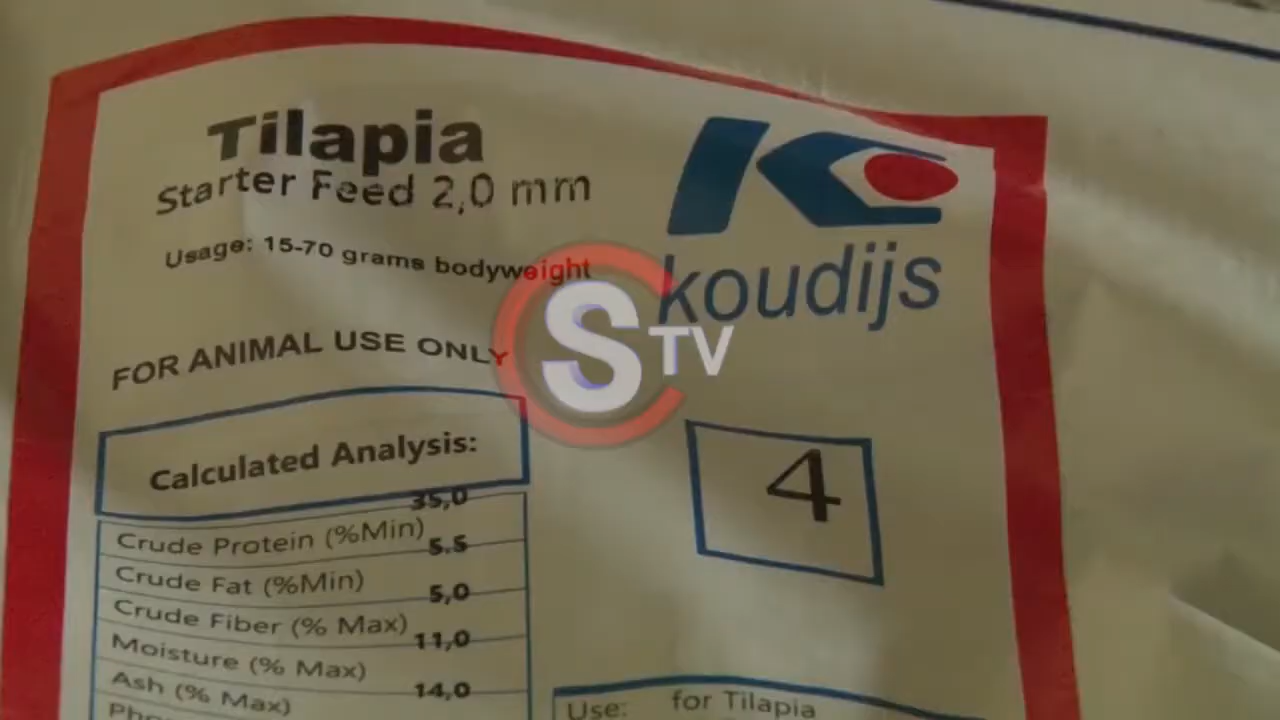 Tilapia
Starter Feed 2,0 mm
Usage: 15-70 grams bodyweight
koudijs
STV
FOR ANIMAL USE ONLY
4
Calculated Analysis:
Crude Protein (%Min) 35,0
Crude Fat (%Min) 5.5
Crude Fiber (% Max) 5,0
Moisture (% Max) 11,0
Ash (% Max) 14,0
Use: for Tilapia